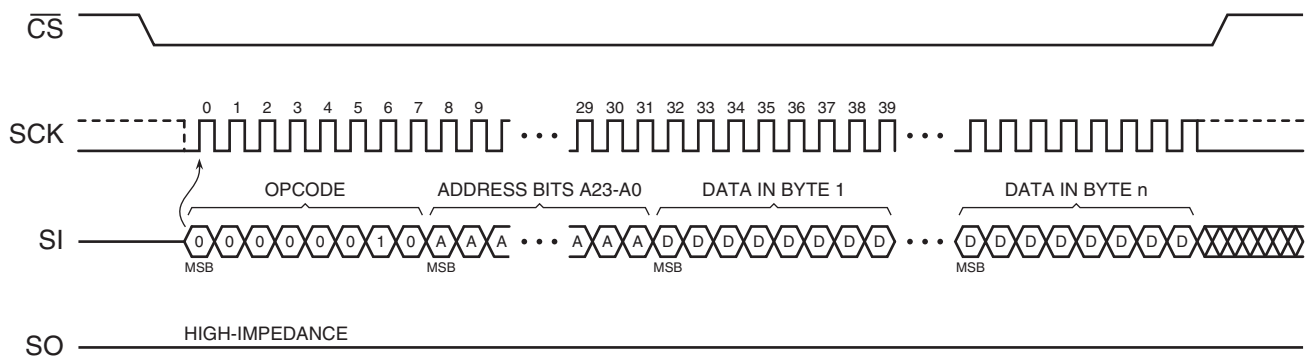 CS
0 1 2 3 4 5 6 7 8 9 29 30 31 32 33 34 35 36 37 38 39
SCK
OPCODE ADDRESS BITS A23-A0 DATA IN BYTE 1 DATA IN BYTE n
SI 0 0 0 0 0 0 1 0 A A A A A A D D D D D D D D D D D D D D D D
MSB MSB MSB MSB
HIGH-IMPEDANCE
SO